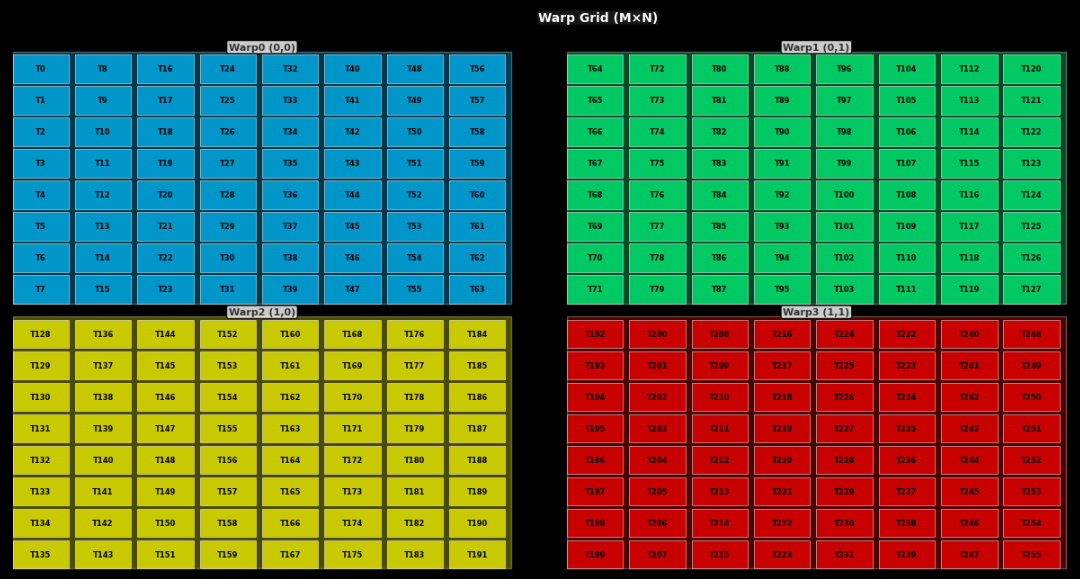 Warp Grid (M×N)
Warp0 (0,0) Warp1 (0,1)
T0 T8 T16 T24 T32 T40 T48 T56 T64 T72 T80 T88 T96 T104 T112 T120
T1 T9 T17 T25 T33 T41 T49 T57 T65 T73 T81 T89 T97 T105 T113 T121
T2 T10 T18 T26 T34 T42 T50 T58 T66 T74 T82 T90 T98 T106 T114 T122
T3 T11 T19 T27 T35 T43 T51 T59 T67 T75 T83 T91 T99 T107 T115 T123
T4 T12 T20 T28 T36 T44 T52 T60 T68 T76 T84 T92 T100 T108 T116 T124
T5 T13 T21 T29 T37 T45 T53 T61 T69 T77 T85 T93 T101 T109 T117 T125
T6 T14 T22 T30 T38 T46 T54 T62 T70 T78 T86 T94 T102 T110 T118 T126
T7 T15 T23 T31 T39 T47 T55 T63 T71 T79 T87 T95 T103 T111 T119 T127
Warp2 (1,0) Warp3 (1,1)
T128 T136 T144 T152 T160 T168 T176 T184 T192 T200 T208 T216 T224 T232 T240 T248
T129 T137 T145 T153 T161 T169 T177 T185 T193 T201 T209 T217 T225 T233 T241 T249
T130 T138 T146 T154 T162 T170 T178 T186 T194 T202 T210 T218 T226 T234 T242 T250
T131 T139 T147 T155 T163 T171 T179 T187 T195 T203 T211 T219 T227 T235 T243 T251
T132 T140 T148 T156 T164 T172 T180 T188 T196 T204 T212 T220 T228 T236 T244 T252
T133 T141 T149 T157 T165 T173 T181 T189 T197 T205 T213 T221 T229 T237 T245 T253
T134 T142 T150 T158 T166 T174 T182 T190 T198 T206 T214 T222 T230 T238 T246 T254
T135 T143 T151 T159 T167 T175 T183 T191 T199 T207 T215 T223 T231 T239 T247 T255